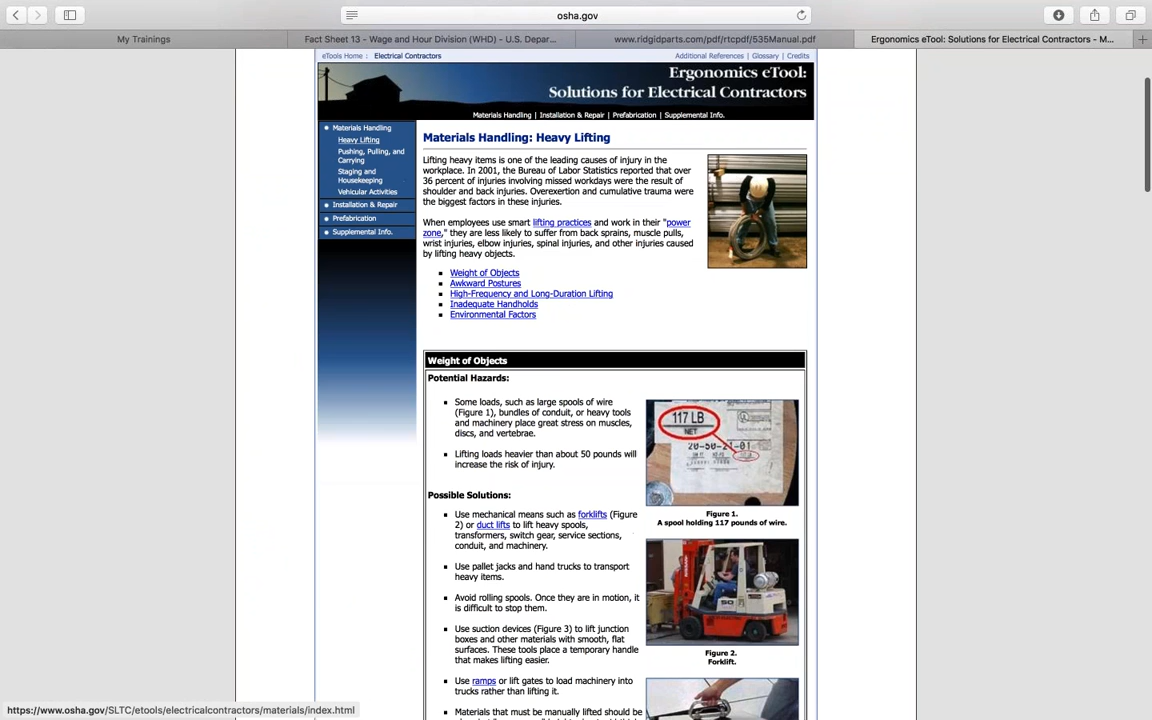 osha.gov
My Trainings
Fact Sheet 13 - Wage and Hour Division (WHD) - U.S. Depar...
www.ridgidparts.com/pdf/rtcpdf/535Manual.pdf
Ergonomics eTool: Solutions for Electrical Contractors - M...
eTools Home : Electrical Contractors
Additional References | Glossary | Credits
Ergonomics eTool:
Solutions for Electrical Contractors
Materials Handling | Installation & Repair | Prefabrication | Supplemental Info.
Materials Handling
Heavy Lifting
Pushing, Pulling, and
Carrying
Staging and
Housekeeping
Vehicular Activities
Installation & Repair
Prefabrication
Supplemental Info.
Materials Handling: Heavy Lifting
Lifting heavy items is one of the leading causes of injury in the
workplace. In 2001, the Bureau of Labor Statistics reported that over
36 percent of injuries involving missed workdays were the result of
shoulder and back injuries. Overexertion and cumulative trauma were
the biggest factors in these injuries.
When employees use smart lifting practices and work in their "power
zone," they are less likely to suffer from back sprains, muscle pulls,
wrist injuries, elbow injuries, spinal injuries, and other injuries caused
by lifting heavy objects.
Weight of Objects
Awkward Postures
High-Frequency and Long-Duration Lifting
Inadequate Handholds
Environmental Factors
Weight of Objects
Potential Hazards:
Some loads, such as large spools of wire
(Figure 1), bundles of conduit, or heavy tools
and machinery place great stress on muscles,
discs, and vertebrae.
Lifting loads heavier than about 50 pounds will
increase the risk of injury.
117 LB
NET
Figure 1.
A spool holding 117 pounds of wire.
Possible Solutions:
Use mechanical means such as forklifts (Figure
2) or duct lifts to lift heavy spools,
transformers, switch gear, service sections,
conduit, and machinery.
Use pallet jacks and hand trucks to transport
heavy items.
Avoid rolling spools. Once they are in motion, it
is difficult to stop them.
Use suction devices (Figure 3) to lift junction
boxes and other materials with smooth, flat
surfaces. These tools place a temporary handle
that makes lifting easier.
Use ramps or lift gates to load machinery into
trucks rather than lifting it.
Materials that must be manually lifted should be
50
Figure 2.
Forklift.
https://www.osha.gov/SLTC/etools/electricalcontractors/materials/index.html